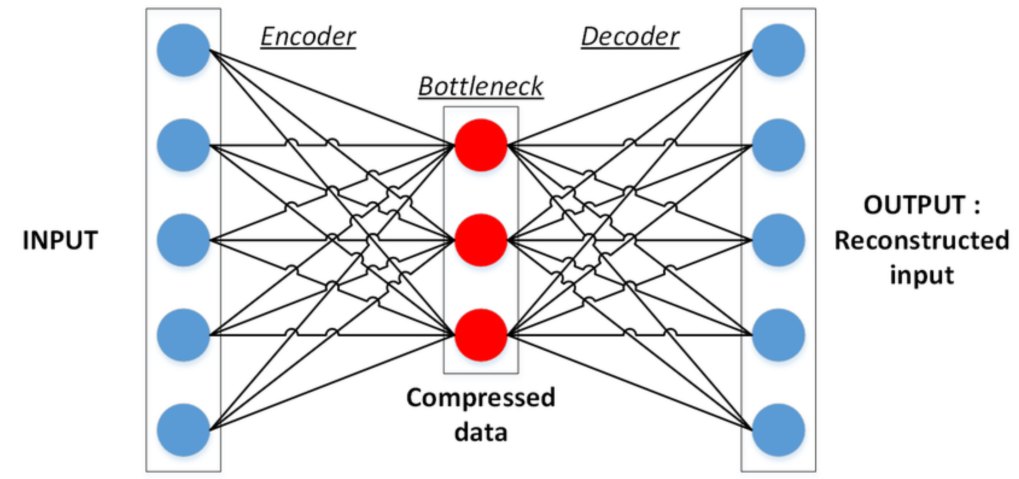 Encoder
Decoder
Bottleneck
INPUT
OUTPUT :
Reconstructed
input
Compressed
data